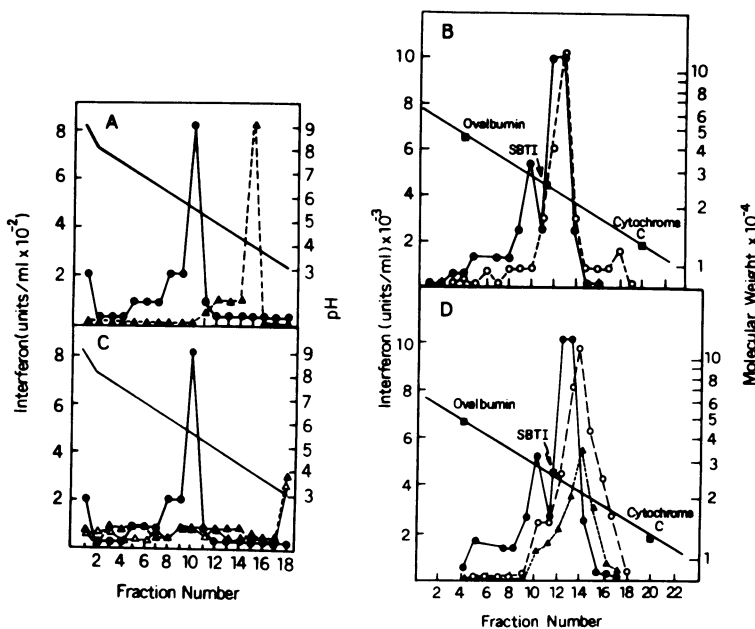 A
8
6
4
2
9
8
7
6
5
4
3
C
8
6
4
2
9
8
7
6
5
4
3
2 4 6 8 10 12 14 16 18
Fraction Number
Interferon (units/ml x 10⁻²)
pH
B
10
8
6
4
2
10
8
6
5
4
3
2
1
Ovalbumin
SBTI
Cytochroms
C
D
10
8
6
4
2
10
8
6
5
4
3
2
1
Ovalbumin
SBTI
Cytochroms
C
2 4 6 8 10 12 14 16 18 20 22
Fraction Number
Interferon (units/ml) x 10⁻³
Molecular Weight x 10⁻⁴